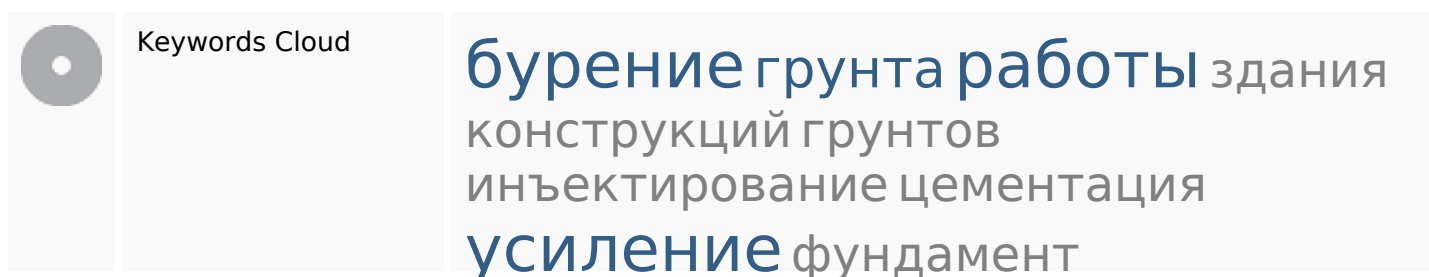 Keywords Cloud
бурение грунта работы здания
конструкций грунтов
инъектирование цементация
усиление фундамент